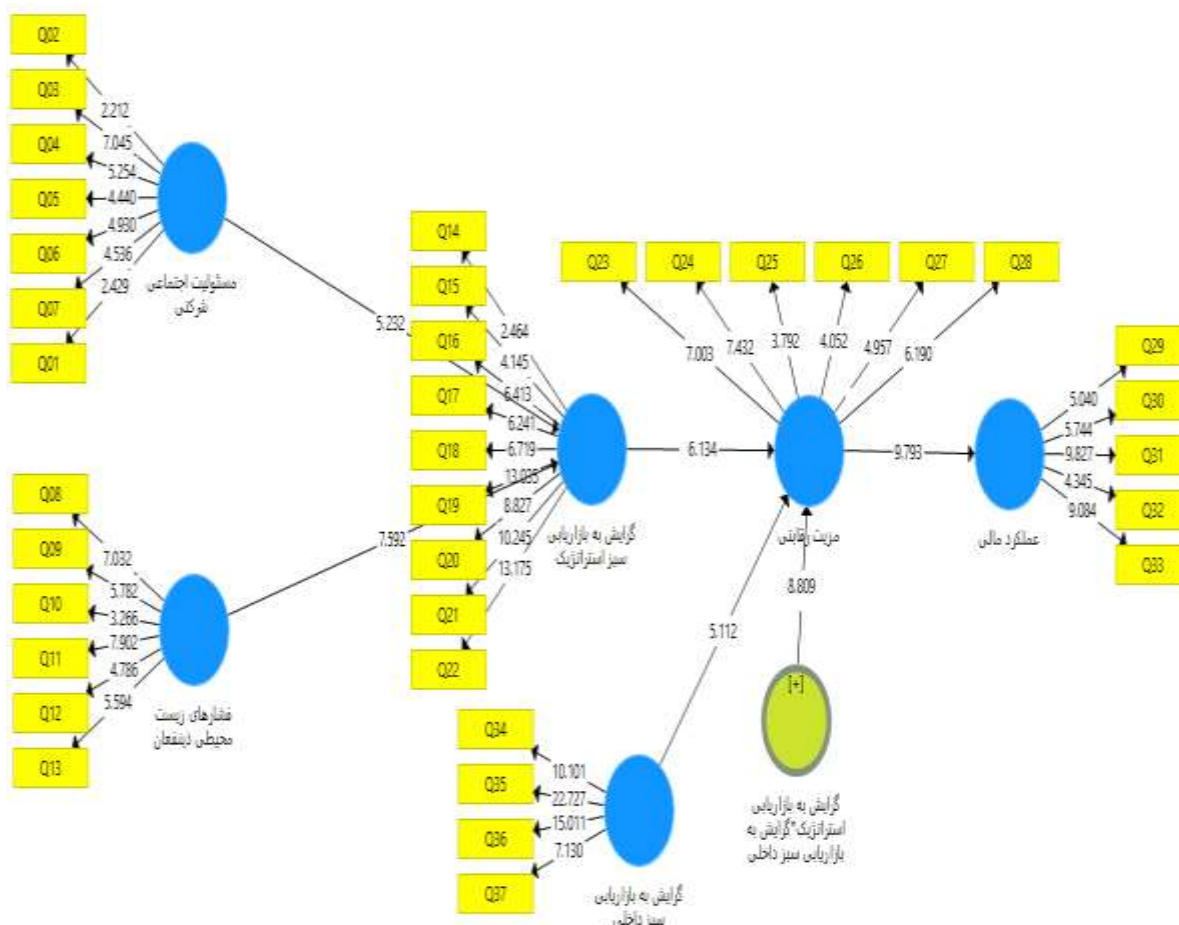 Q02
Q03
Q04
Q05
Q06
Q07
Q01
2.212
7.045
5.254
4.440
4.930
4.536
2.429
مسئولیت اجتماعی
شرکتی
5.232
Q08
Q09
Q10
Q11
Q12
Q13
7.032
5.782
3.266
7.902
4.786
5.594
فشارهای زیست
محیطی ذینفعان
7.592
Q14
Q15
Q16
Q17
Q18
Q19
Q20
Q21
Q22
2.464
4.145
6.413
6.241
6.719
13.035
8.827
10.245
13.175
گرایش به بازاریابی
سبز استراتژیک
6.134
Q23
Q24
Q25
Q26
Q27
Q28
7.003
7.432
3.792
4.052
4.957
6.190
مزیت رقابتی
9.793
Q29
Q30
Q31
Q32
Q33
5.040
5.744
9.827
4.345
9.084
عملکرد مالی
5.112
8.809
[+]
گرایش به بازاریابی
استراتژیک*گرایش به
بازاریابی سبز داخلی
Q34
Q35
Q36
Q37
10.101
22.727
15.011
7.130
گرایش به بازاریابی
سبز داخلی